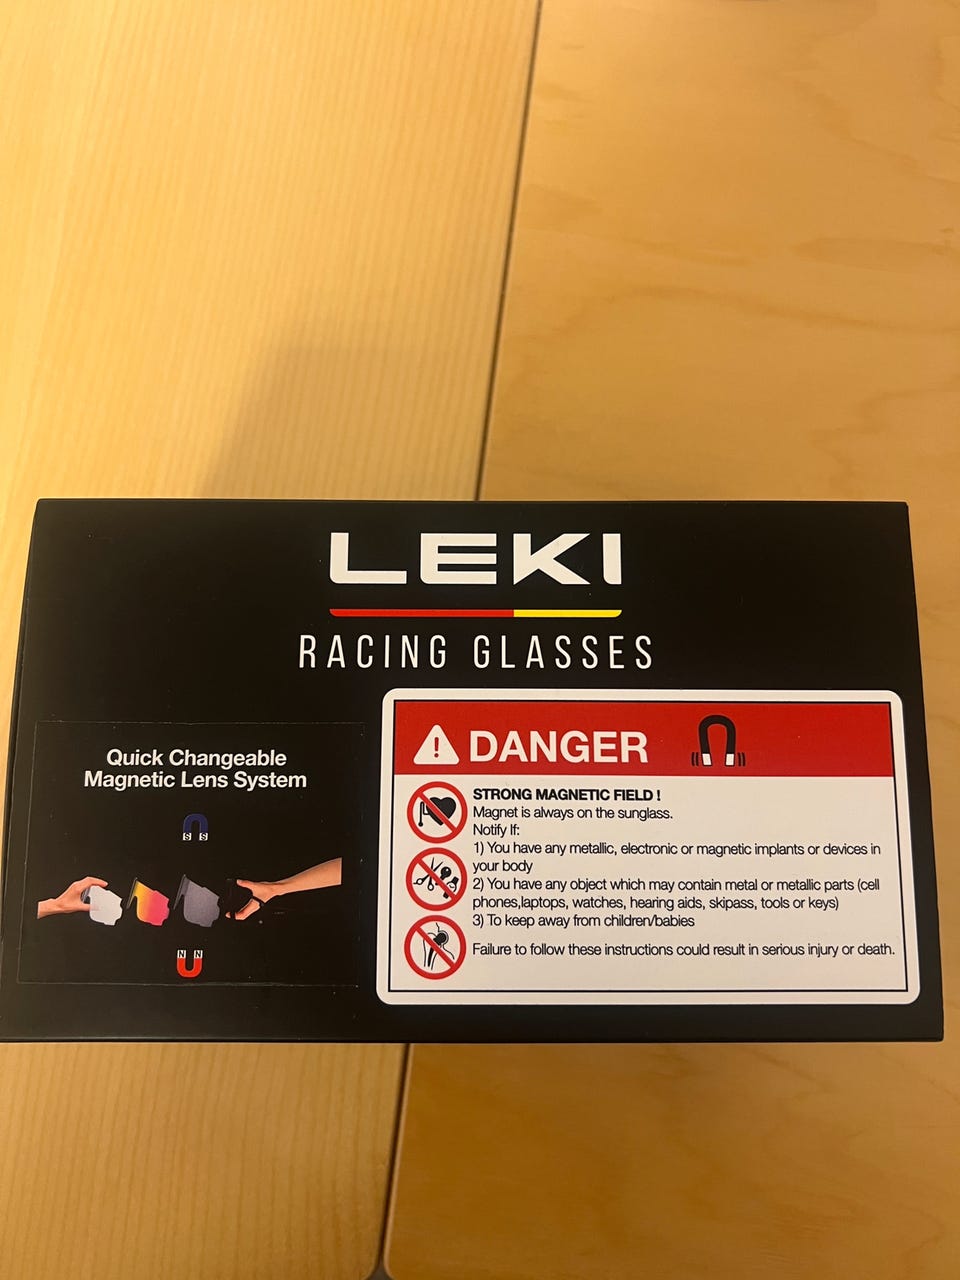 LEKI
RACING GLASSES
Quick Changeable
Magnetic Lens System
S S
N N
DANGER
STRONG MAGNETIC FIELD !
Magnet is always on the sunglass.
Notify If:
1) You have any metallic, electronic or magnetic implants or devices in
your body
2) You have any object which may contain metal or metallic parts (cell
phones,laptops, watches, hearing aids, skipass, tools or keys)
3) To keep away from children/babies
Failure to follow these instructions could result in serious injury or death.